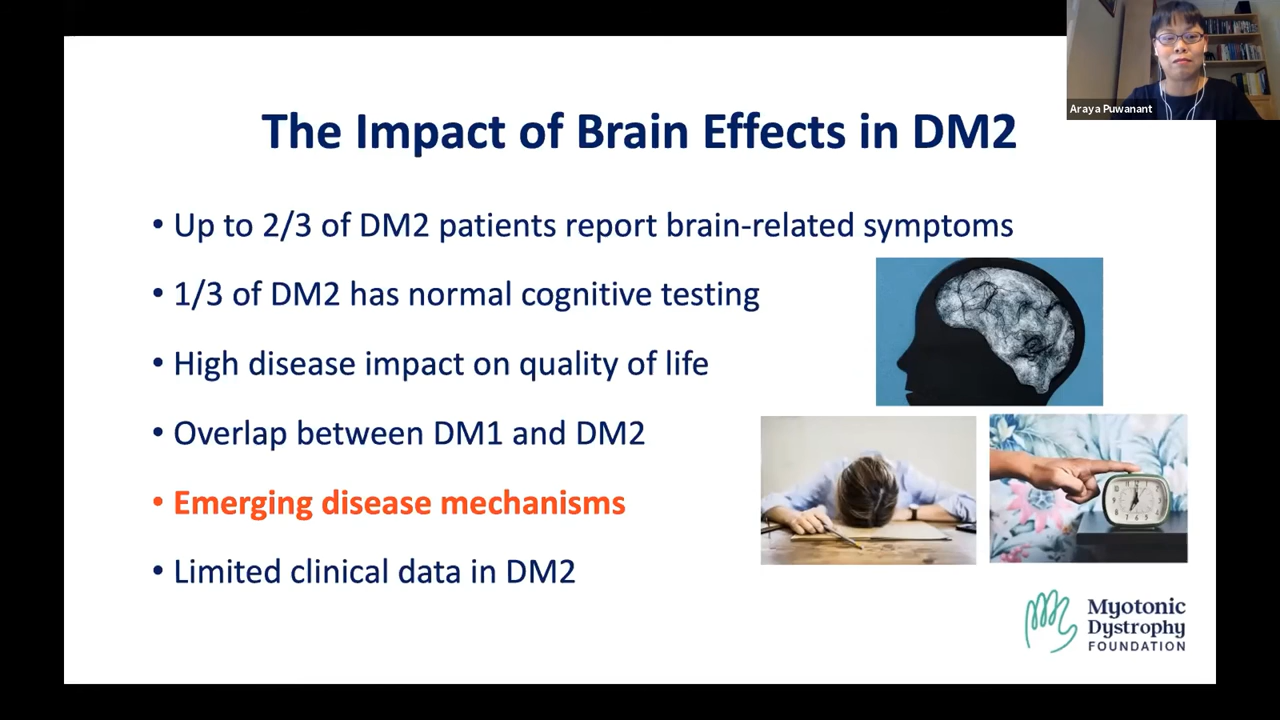 Araya Puwanant
The Impact of Brain Effects in DM2
• Up to 2/3 of DM2 patients report brain-related symptoms
• 1/3 of DM2 has normal cognitive testing
• High disease impact on quality of life
• Overlap between DM1 and DM2
• Emerging disease mechanisms
• Limited clinical data in DM2
Myotonic
Dystrophy
FOUNDATION